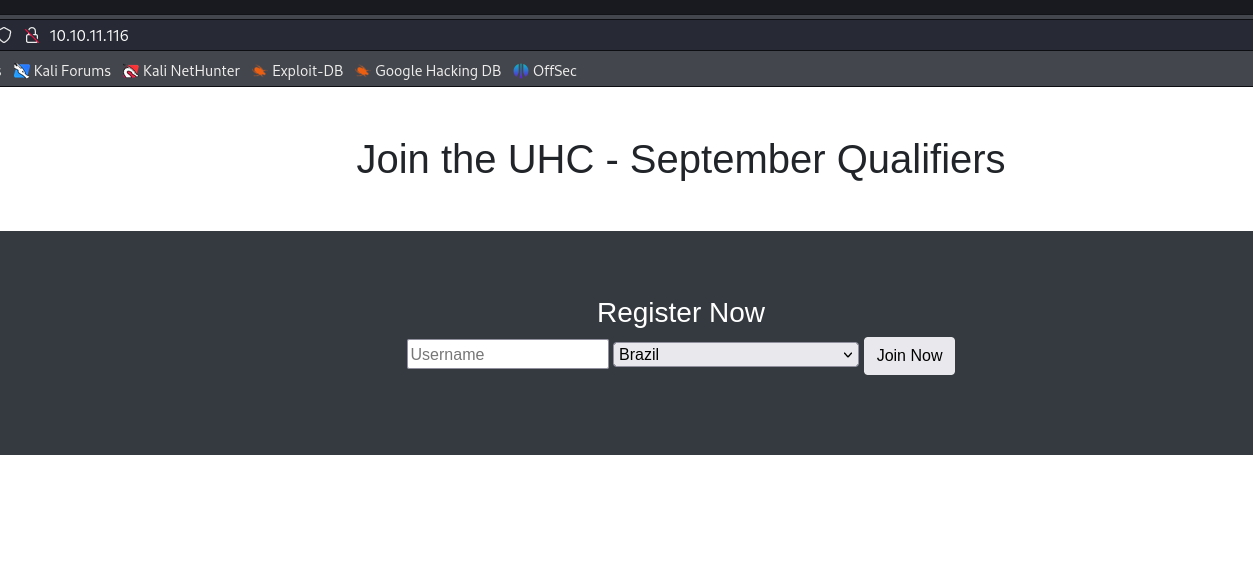 10.10.11.116
Kali Forums Kali NetHunter Exploit-DB Google Hacking DB OffSec
Join the UHC - September Qualifiers
Register Now
Username Brazil Join Now